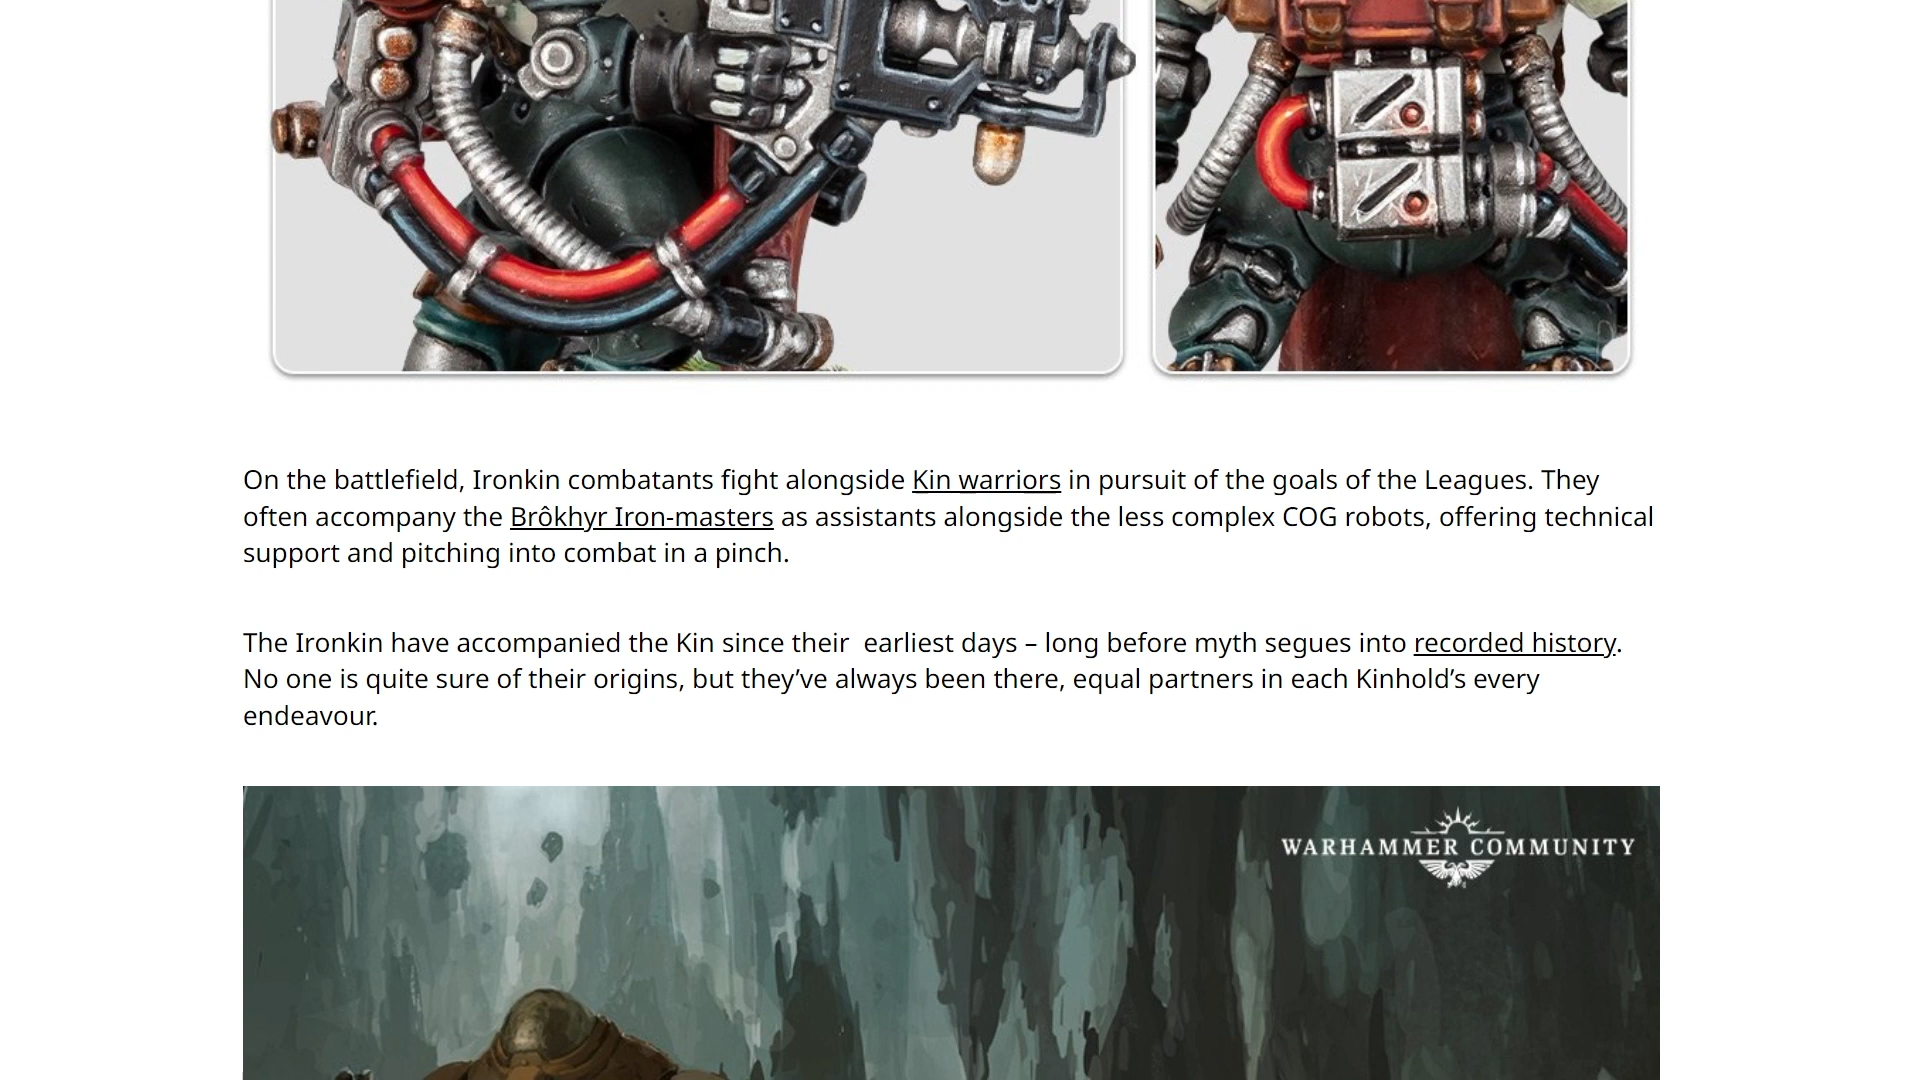 On the battlefield, Ironkin combatants fight alongside Kin warriors in pursuit of the goals of the Leagues. They
often accompany the Brôkhyr Iron-masters as assistants alongside the less complex COG robots, offering technical
support and pitching into combat in a pinch.
The Ironkin have accompanied the Kin since their  earliest days – long before myth segues into recorded history.
No one is quite sure of their origins, but they’ve always been there, equal partners in each Kinhold’s every
endeavour.
WARHAMMER COMMUNITY